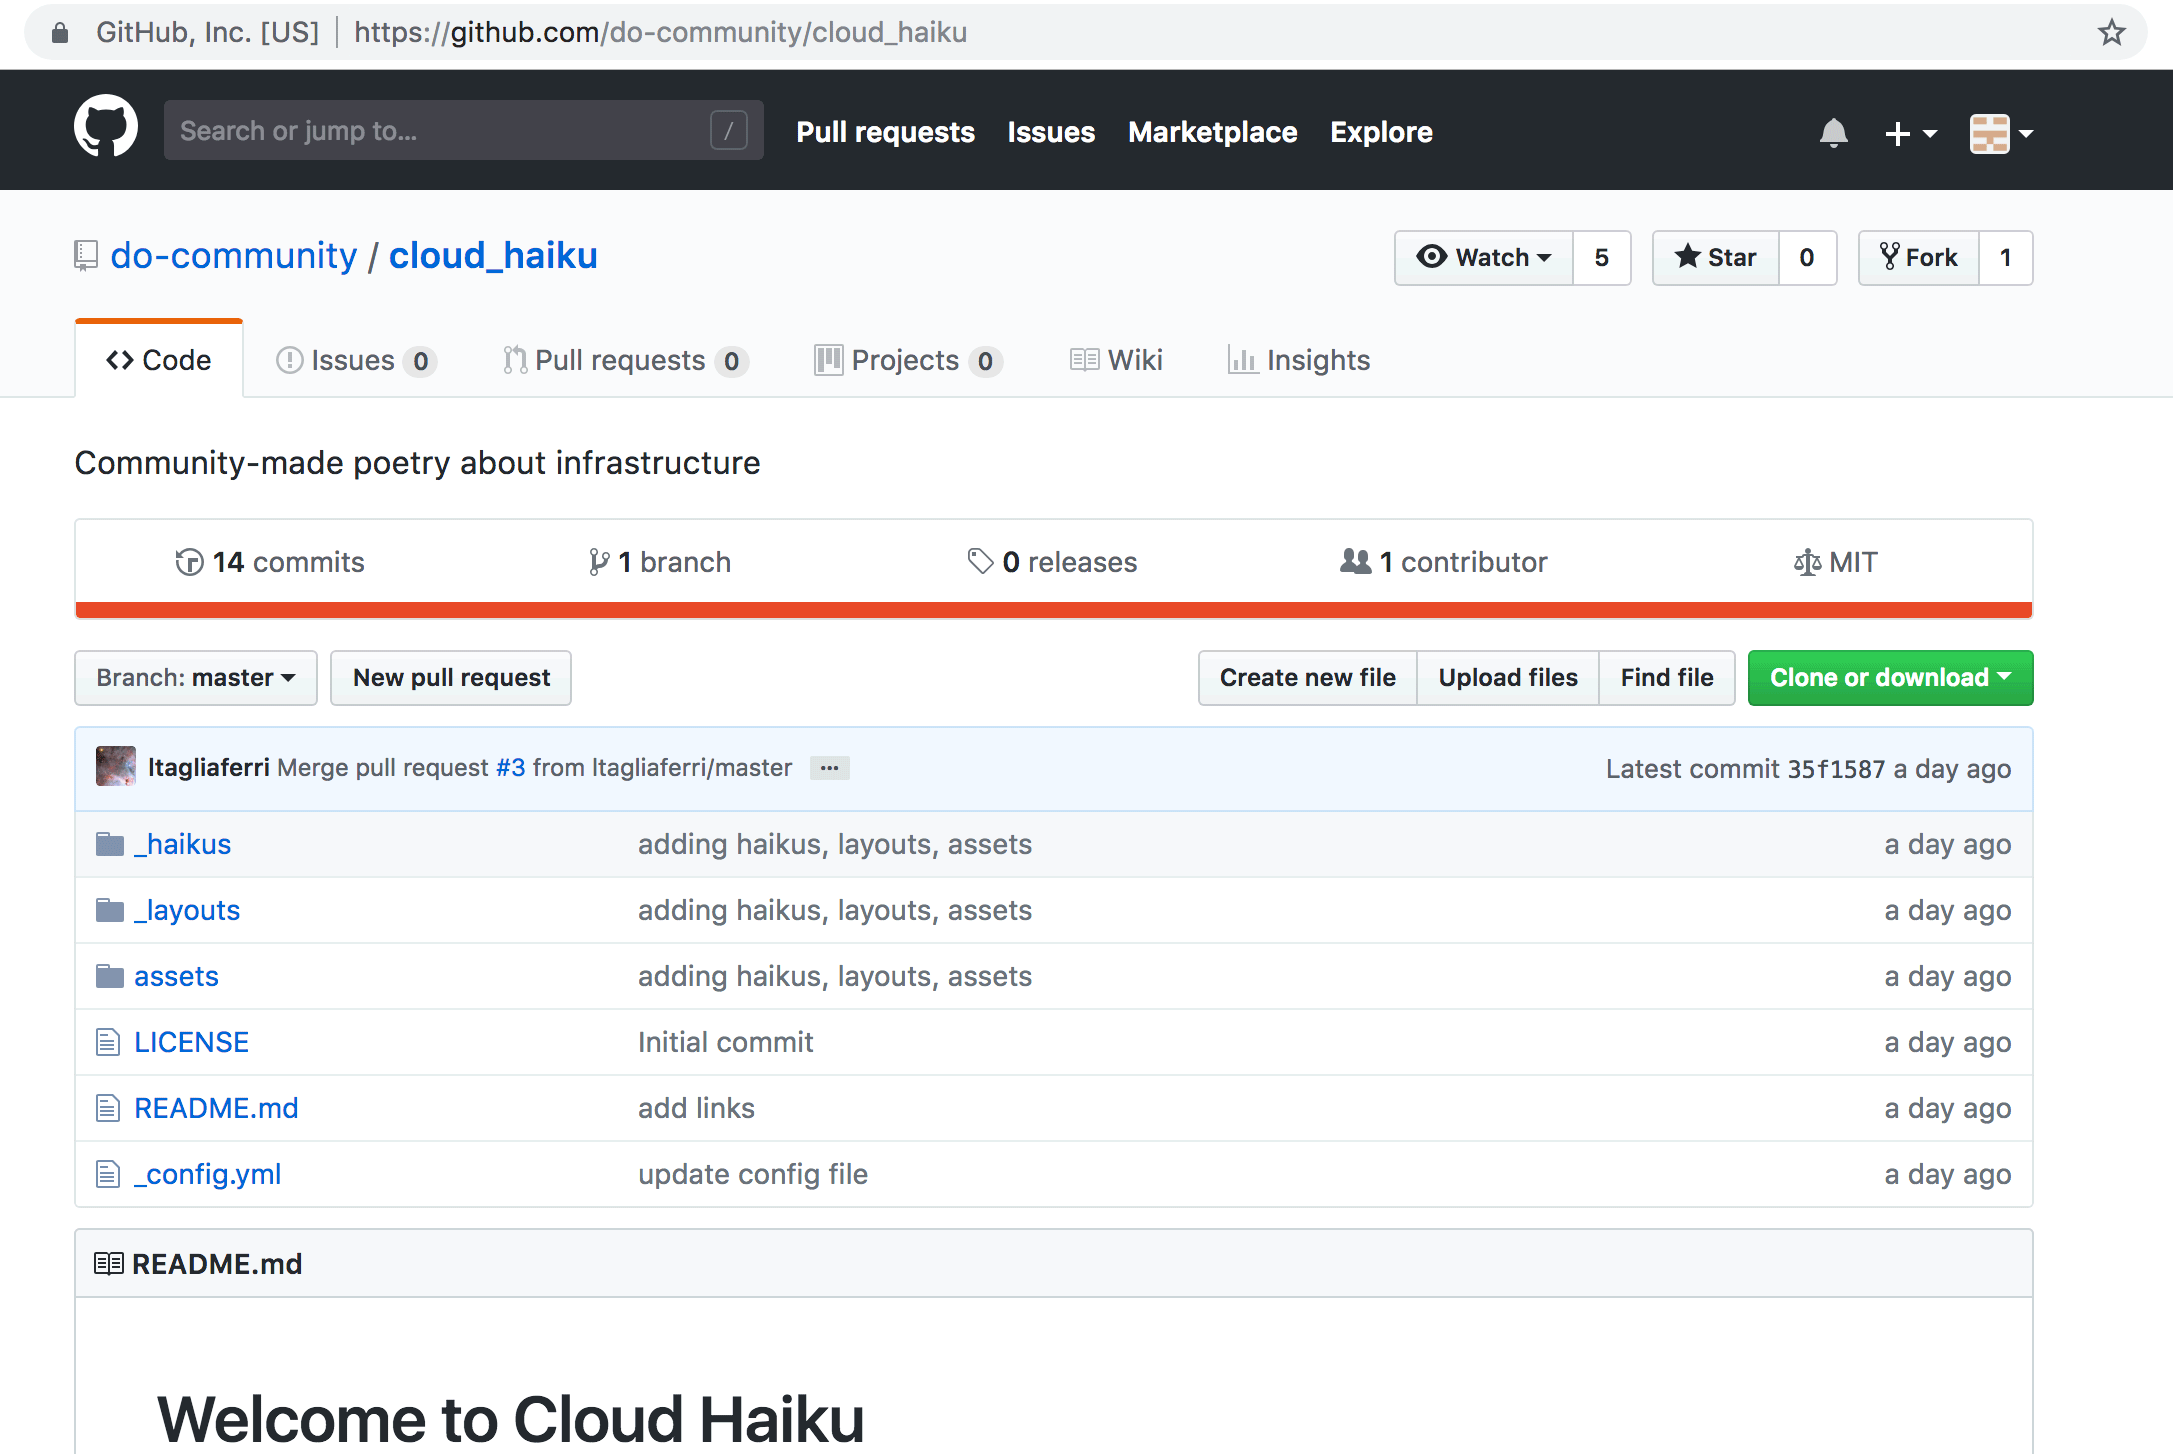 GitHub, Inc. [US] | https://github.com/do-community/cloud_haiku
Search or jump to... / Pull requests Issues Marketplace Explore
do-community / cloud_haiku Watch 5 Star 0 Fork 1
Code Issues 0 Pull requests 0 Projects 0 Wiki Insights
Community-made poetry about infrastructure
14 commits 1 branch 0 releases 1 contributor MIT
Branch: master New pull request Create new file Upload files Find file Clone or download
ltagliaferri Merge pull request #3 from ltagliaferri/master ... Latest commit 35f1587 a day ago
_haikus adding haikus, layouts, assets a day ago
_layouts adding haikus, layouts, assets a day ago
assets adding haikus, layouts, assets a day ago
LICENSE Initial commit a day ago
README.md add links a day ago
_config.yml update config file a day ago
README.md
Welcome to Cloud Haiku